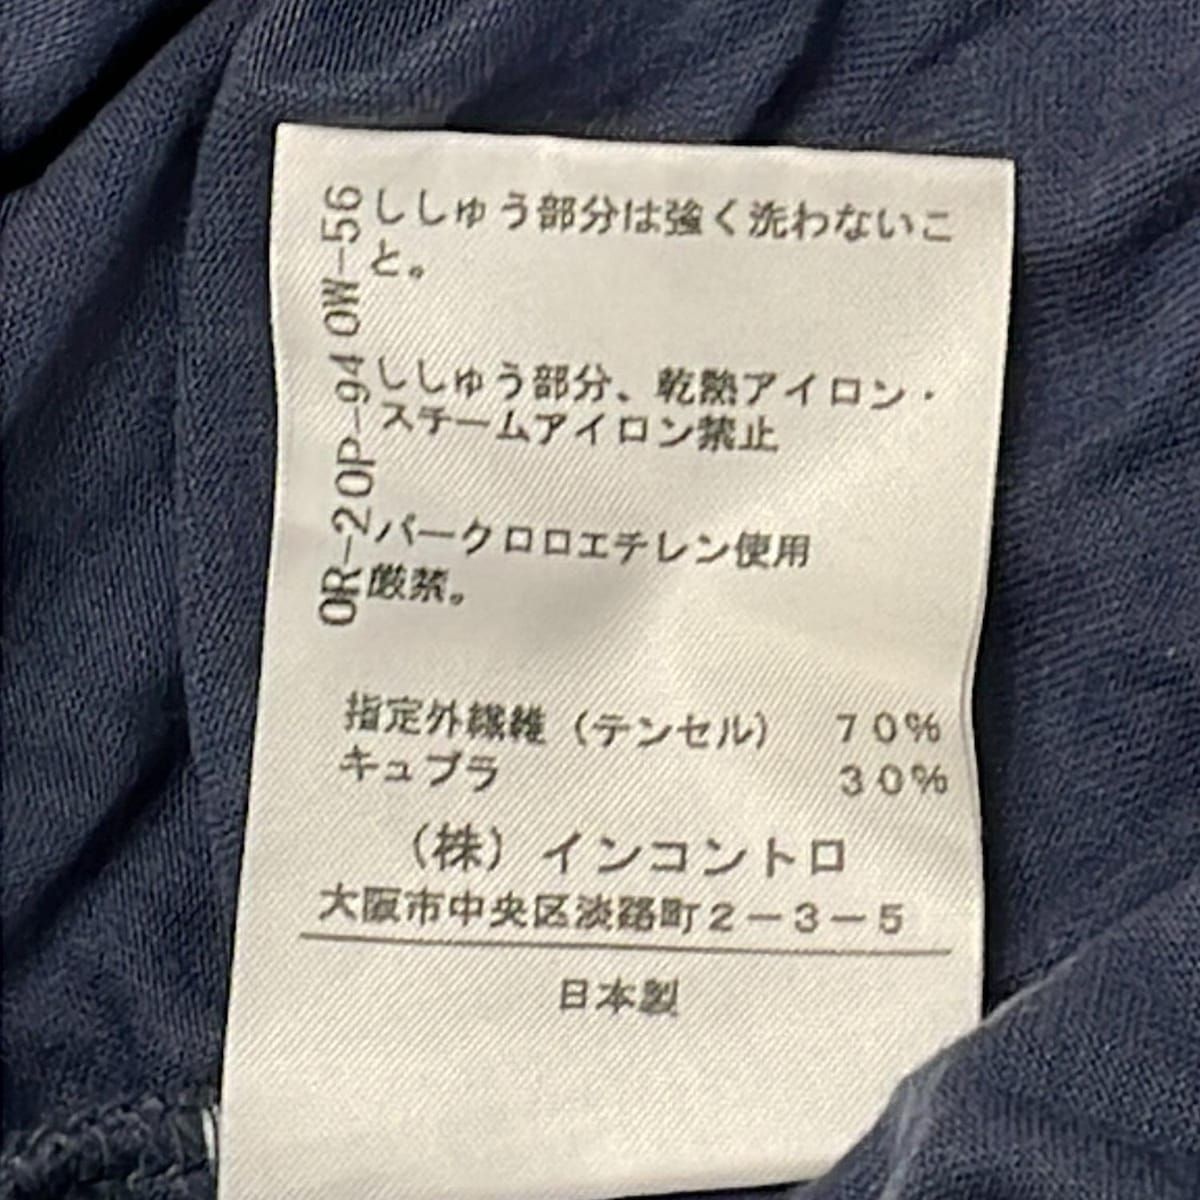 ししゅう部分は強く洗わないこ
と。
ししゅう部分、乾熱アイロン・
スチームアイロン禁止
パークロロエチレン使用
厳禁。
指定外繊維(テンセル) 70%
キュプラ 30%
(株)インコントロ
大阪市中央区淡路町2-3-5
日本製
OR-2OP-94OW-56